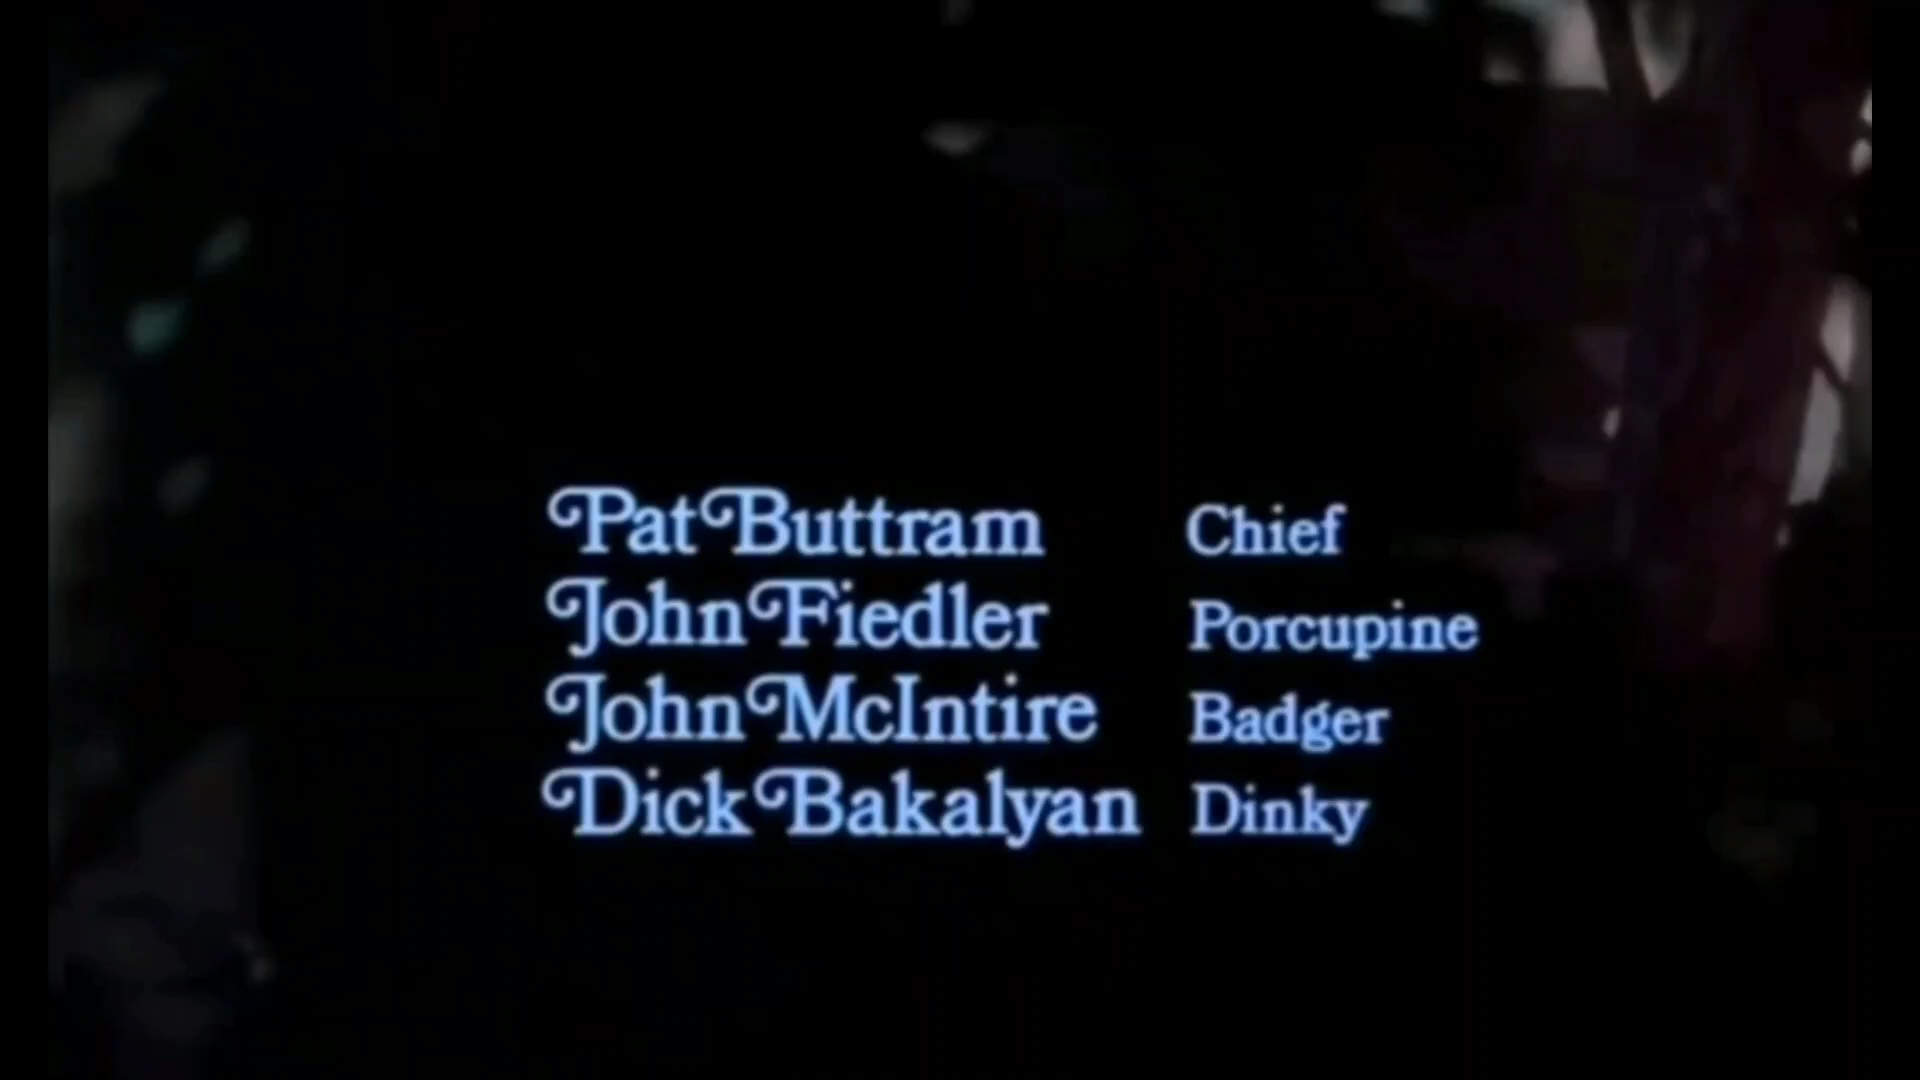 Pat Buttram Chief
John Fiedler Porcupine
John McIntire Badger
Dick Bakalyan Dinky